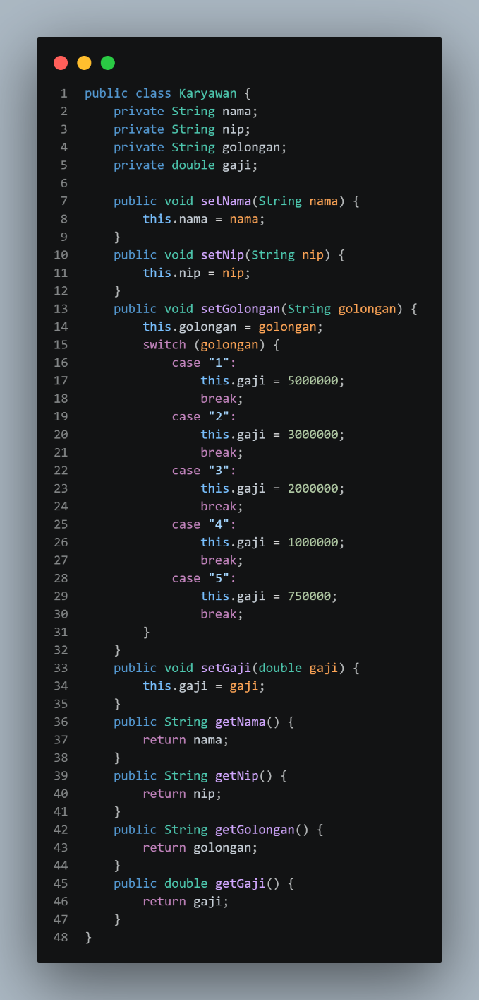 1 public class Karyawan {
2     private String nama;
3     private String nip;
4     private String golongan;
5     private double gaji;
6
7     public void setNama(String nama) {
8         this.nama = nama;
9     }
10     public void setNip(String nip) {
11         this.nip = nip;
12     }
13     public void setGolongan(String golongan) {
14         this.golongan = golongan;
15         switch (golongan) {
16             case "1":
17                 this.gaji = 5000000;
18                 break;
19             case "2":
20                 this.gaji = 3000000;
21                 break;
22             case "3":
23                 this.gaji = 2000000;
24                 break;
25             case "4":
26                 this.gaji = 1000000;
27                 break;
28             case "5":
29                 this.gaji = 750000;
30                 break;
31         }
32     }
33     public void setGaji(double gaji) {
34         this.gaji = gaji;
35     }
36     public String getNama() {
37         return nama;
38     }
39     public String getNip() {
40         return nip;
41     }
42     public String getGolongan() {
43         return golongan;
44     }
45     public double getGaji() {
46         return gaji;
47     }
48 }